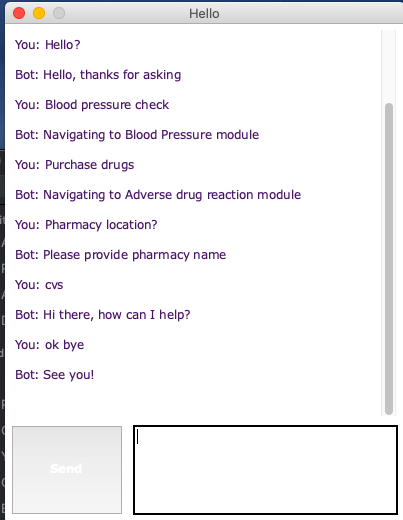 Hello
You: Hello?
Bot: Hello, thanks for asking
You: Blood pressure check
Bot: Navigating to Blood Pressure module
You: Purchase drugs
Bot: Navigating to Adverse drug reaction module
You: Pharmacy location?
Bot: Please provide pharmacy name
You: cvs
Bot: Hi there, how can I help?
You: ok bye
Bot: See you!
Send